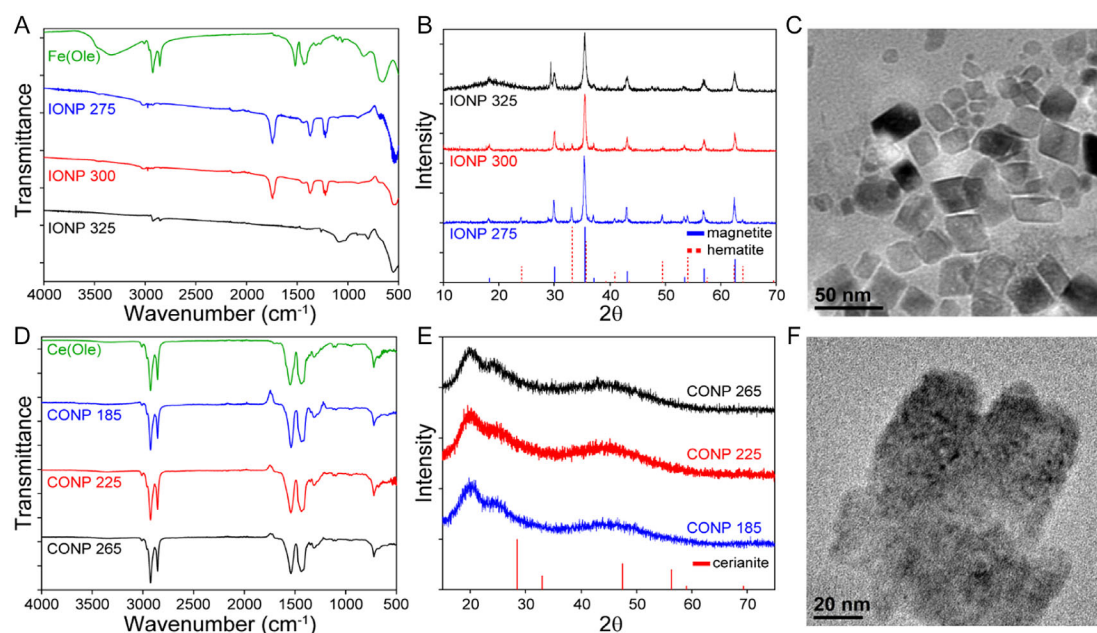 A
Fe(Ole)
IONP 275
IONP 300
IONP 325
Transmittance
4000 3000 2500 2000 1500 1000 500
Wavenumber (cm⁻¹)
B
IONP 325
IONP 300
IONP 275
magnetite
hematite
Intensity
10 20 30 40 50 60 70
2θ
C
50 nm
D
Ce(Ole)
CONP 185
CONP 225
CONP 265
Transmittance
4000 3000 2500 2000 1500 1000 500
Wavenumber (cm⁻¹)
E
CONP 265
CONP 225
CONP 185
cerianite
Intensity
20 30 40 50 60 70
2θ
F
20 nm